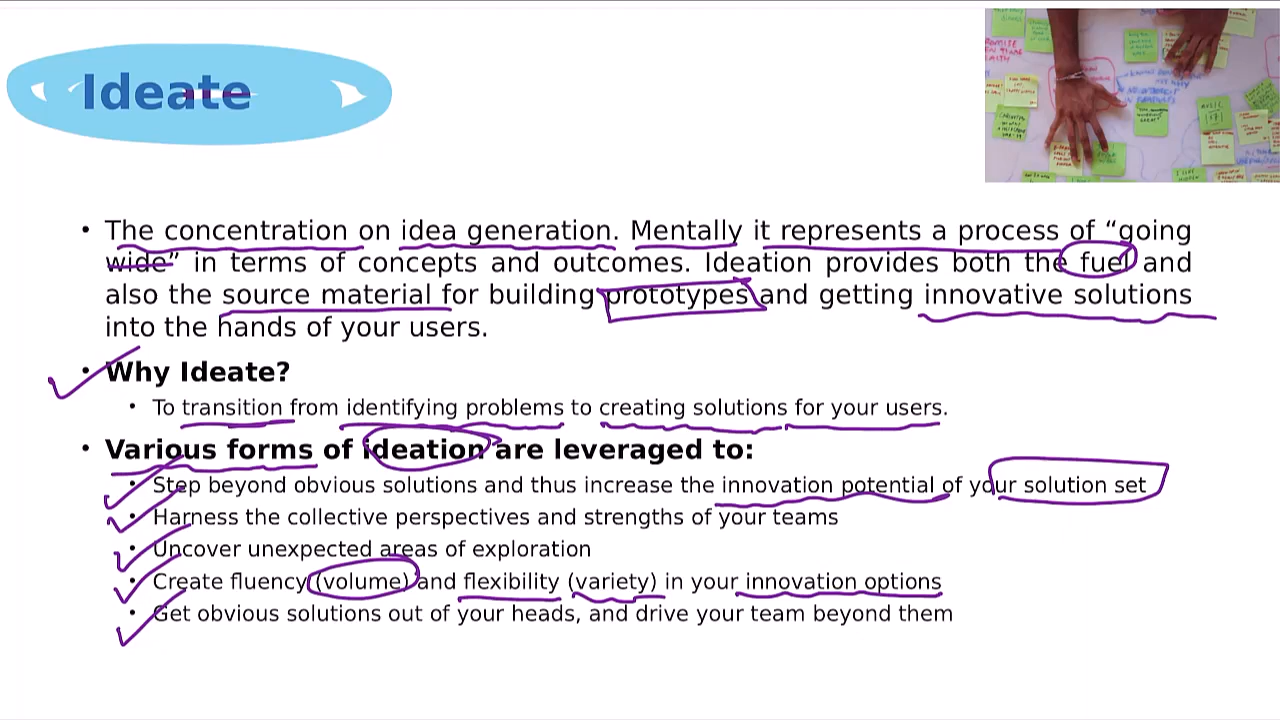 Ideate
• The concentration on idea generation. Mentally it represents a process of “going
wide” in terms of concepts and outcomes. Ideation provides both the fuel and
also the source material for building prototypes and getting innovative solutions
into the hands of your users.
• Why Ideate?
• To transition from identifying problems to creating solutions for your users.
• Various forms of ideation are leveraged to:
• Step beyond obvious solutions and thus increase the innovation potential of your solution set
• Harness the collective perspectives and strengths of your teams
• Uncover unexpected areas of exploration
• Create fluency (volume) and flexibility (variety) in your innovation options
• Get obvious solutions out of your heads, and drive your team beyond them